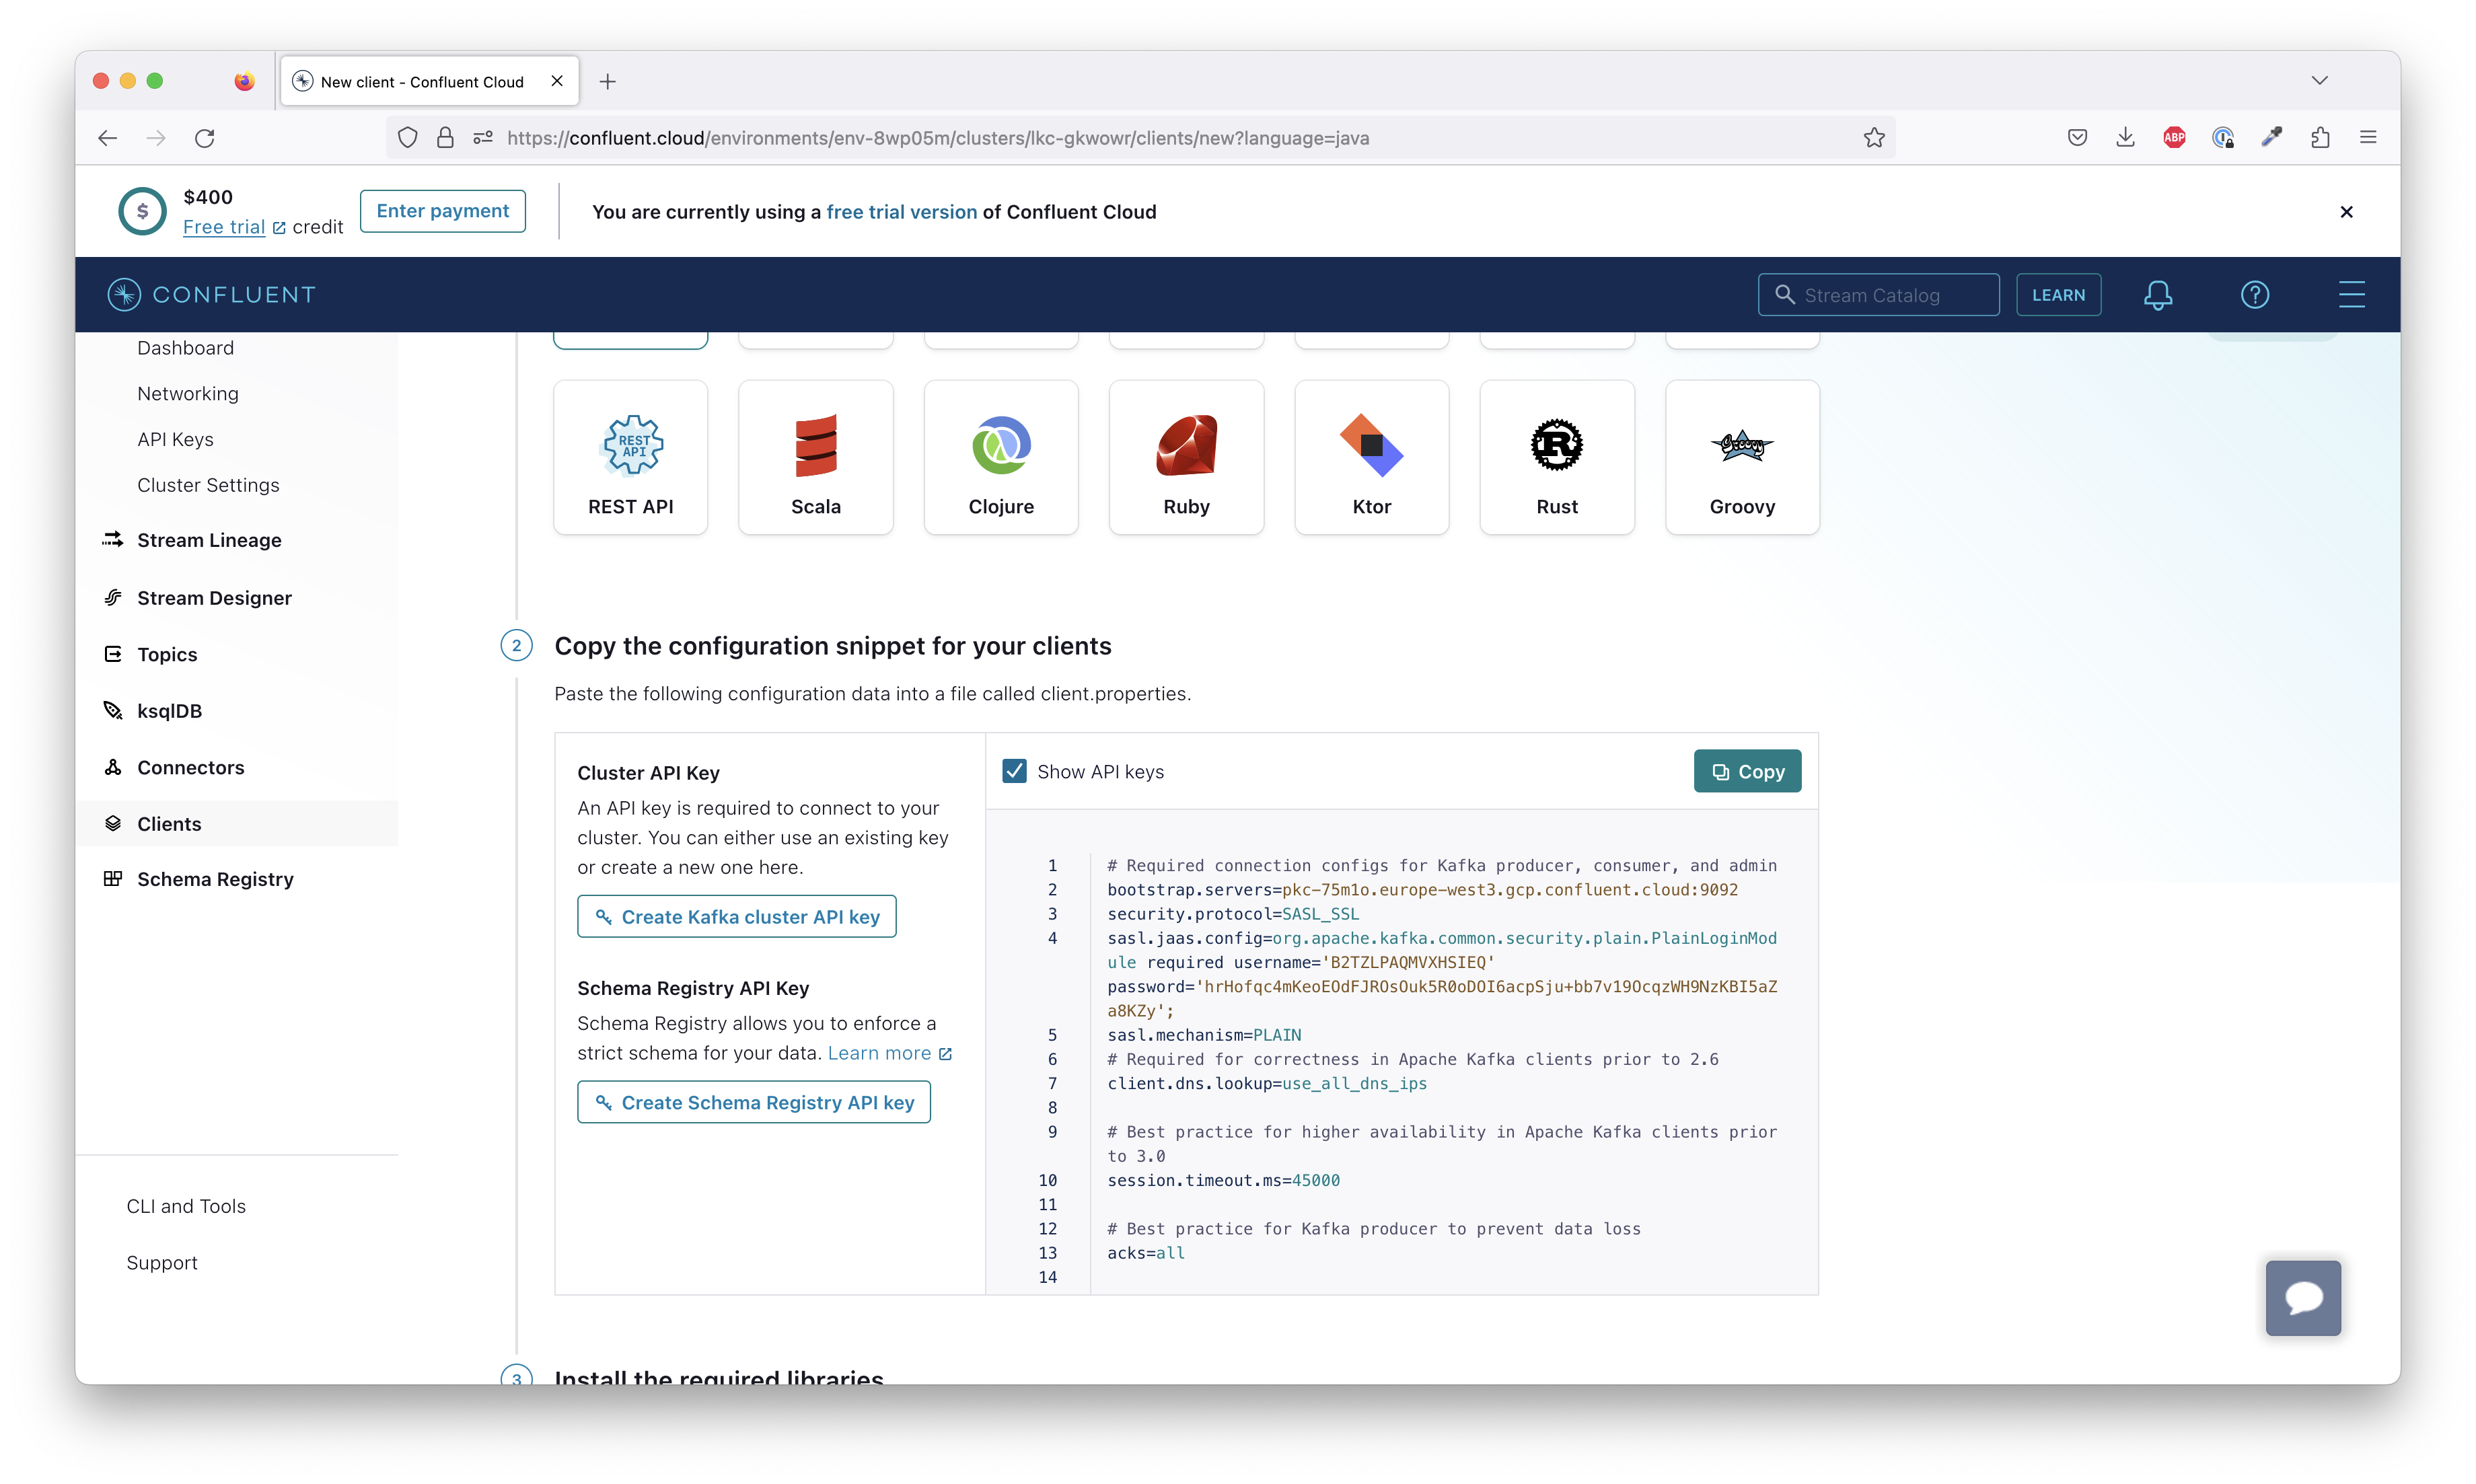 New client - Confluent Cloud
https://confluent.cloud/environments/env-8wp05m/clusters/lkc-gkwowr/clients/new?language=java
ABP
$
$400
Free trial credit
Enter payment
You are currently using a free trial version of Confluent Cloud
CONFLUENT
Stream Catalog
LEARN
?
Dashboard
Networking
API Keys
Cluster Settings
Stream Lineage
Stream Designer
Topics
ksqlDB
Connectors
Clients
Schema Registry
CLI and Tools
Support
REST
API
REST API
Scala
Clojure
Ruby
Ktor
R
Rust
Groovy
Groovy
2
Copy the configuration snippet for your clients
Paste the following configuration data into a file called client.properties.
Cluster API Key
An API key is required to connect to your
cluster. You can either use an existing key
or create a new one here.
Create Kafka cluster API key
Schema Registry API Key
Schema Registry allows you to enforce a
strict schema for your data. Learn more
Create Schema Registry API key
Show API keys
Copy
1 # Required connection configs for Kafka producer, consumer, and admin
2 bootstrap.servers=pkc-75m1o.europe-west3.gcp.confluent.cloud:9092
3 security.protocol=SASL_SSL
4 sasl.jaas.config=org.apache.kafka.common.security.plain.PlainLoginMod
ule required username='B2TZLPAQMVXHSIEQ'
password='hrHofqc4mKeoEOdFJROsOuk5R0oDOI6acpSju+bb7v19OcqzWH9NzKBI5aZ
a8KZy';
5 sasl.mechanism=PLAIN
6 # Required for correctness in Apache Kafka clients prior to 2.6
7 client.dns.lookup=use_all_dns_ips
8
9 # Best practice for higher availability in Apache Kafka clients prior
to 3.0
10 session.timeout.ms=45000
11
12 # Best practice for Kafka producer to prevent data loss
13 acks=all
14
3
Install the required libraries